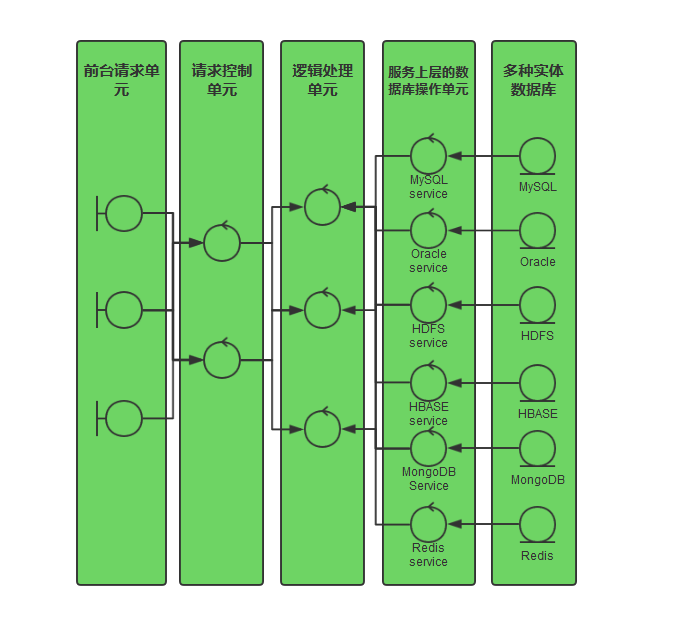 前台请求单
元
请求控制
单元
逻辑处理
单元
服务上层的数
据库操作单元
多种实体
数据库
MySQL
service
MySQL
Oracle
service
Oracle
HDFS
service
HDFS
HBASE
service
HBASE
MongoDB
Service
MongoDB
Redis
service
Redis